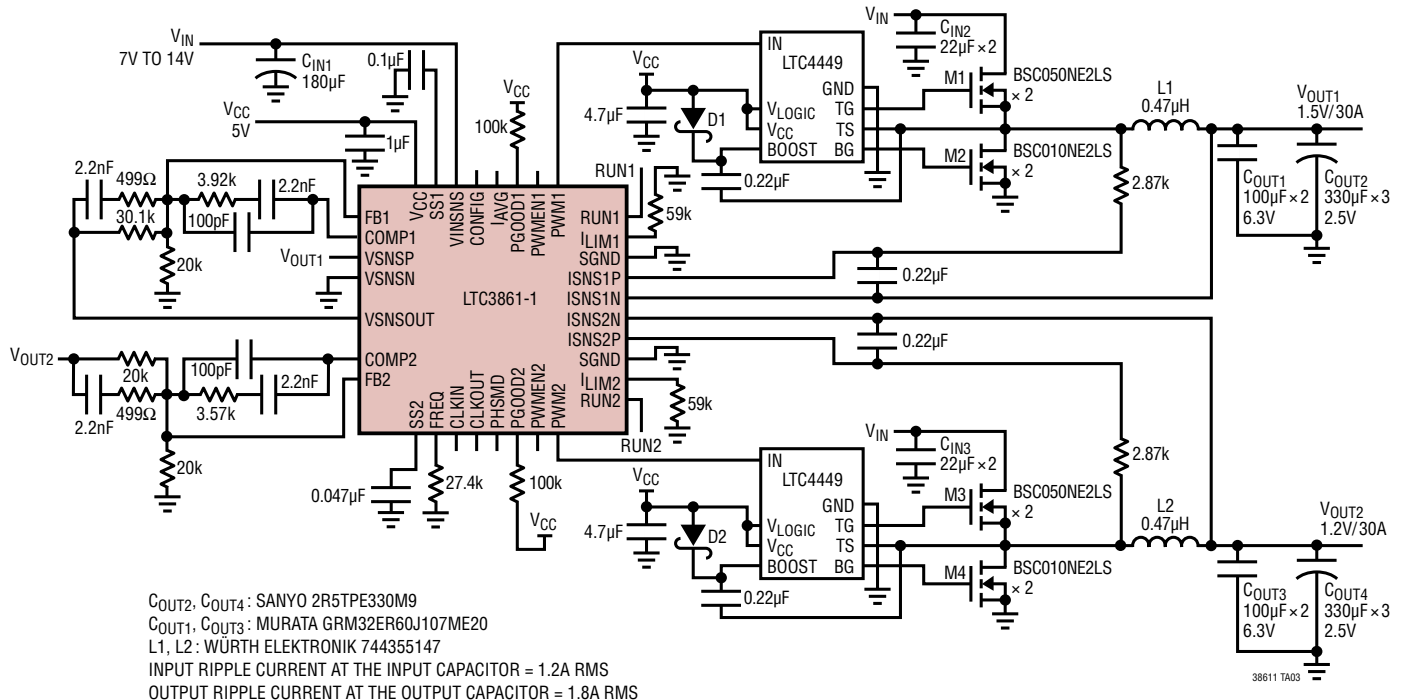 VIN
7V TO 14V
CIN1
180µF
0.1µF
VCC
5V
1µF
VCC
100k
2.2nF
499Ω
30.1k
3.92k
2.2nF
100pF
20k
VOUT1
VOUT2
20k
499Ω
2.2nF
100pF
2.2nF
3.57k
20k
FB1
COMP1
VSNSP
VSNSN
VSNSOUT
COMP2
FB2
VCC
SS1
VINSNS
CONFIG
IAVG
PGOOD1
PWMEN1
PWM1
LTC3861-1
RUN1
ILIM1
SGND
ISNS1P
ISNS1N
ISNS2N
ISNS2P
SGND
ILIM2
RUN2
SS2
FREQ
CLKIN
CLKOUT
PHSMD
PGOOD2
PWMEN2
PWM2
RUN1
59k
59k
RUN2
0.047µF
27.4k
100k
VCC
VCC
4.7µF
D1
0.22µF
IN
LTC4449
GND
VLOGIC
TG
VCC
TS
BOOST
BG
VIN
CIN2
22µF × 2
M1
BSC050NE2LS
× 2
M2
BSC010NE2LS
× 2
L1
0.47µH
2.87k
VOUT1
1.5V/30A
COUT1
100µF × 2
6.3V
COUT2
330µF × 3
2.5V
0.22µF
0.22µF
VCC
4.7µF
D2
0.22µF
IN
LTC4449
GND
VLOGIC
TG
VCC
TS
BOOST
BG
VIN
CIN3
22µF × 2
M3
BSC050NE2LS
× 2
M4
BSC010NE2LS
× 2
2.87k
L2
0.47µH
VOUT2
1.2V/30A
COUT3
100µF × 2
6.3V
COUT4
330µF × 3
2.5V
COUT2, COUT4: SANYO 2R5TPE330M9
COUT1, COUT3: MURATA GRM32ER60J107ME20
L1, L2: WÜRTH ELEKTRONIK 744355147
INPUT RIPPLE CURRENT AT THE INPUT CAPACITOR = 1.2A RMS
OUTPUT RIPPLE CURRENT AT THE OUTPUT CAPACITOR = 1.8A RMS
38611 TA03